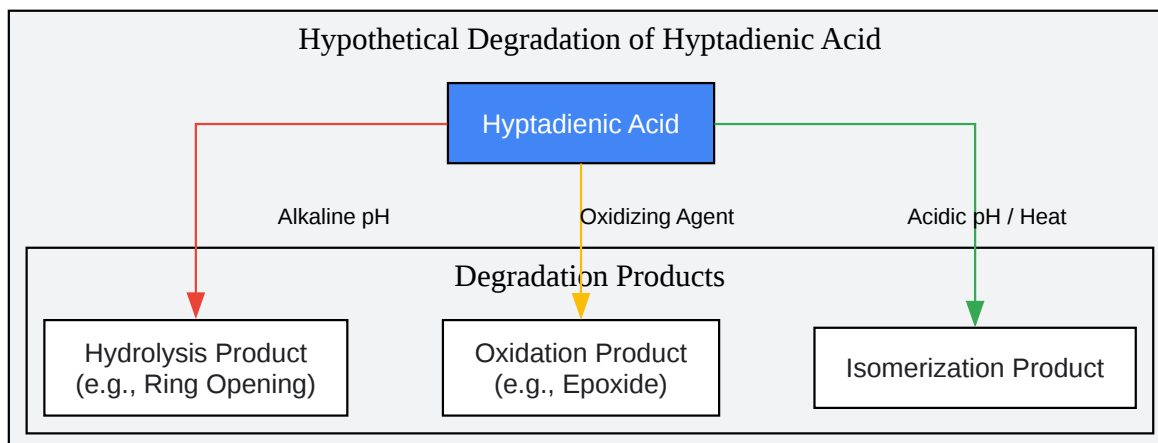 Hypothetical Degradation of Hyptadienic Acid
Hyptadienic Acid
Alkaline pH
Oxidizing Agent
Acidic pH / Heat
Degradation Products
Hydrolysis Product
(e.g., Ring Opening)
Oxidation Product
(e.g., Epoxide)
Isomerization Product